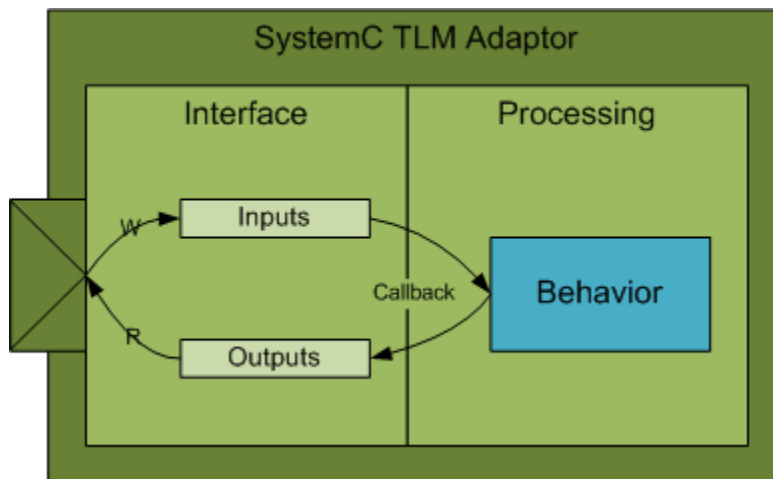 SystemC TLM Adaptor
Interface
Processing
W
Inputs
Callback
Behavior
R
Outputs